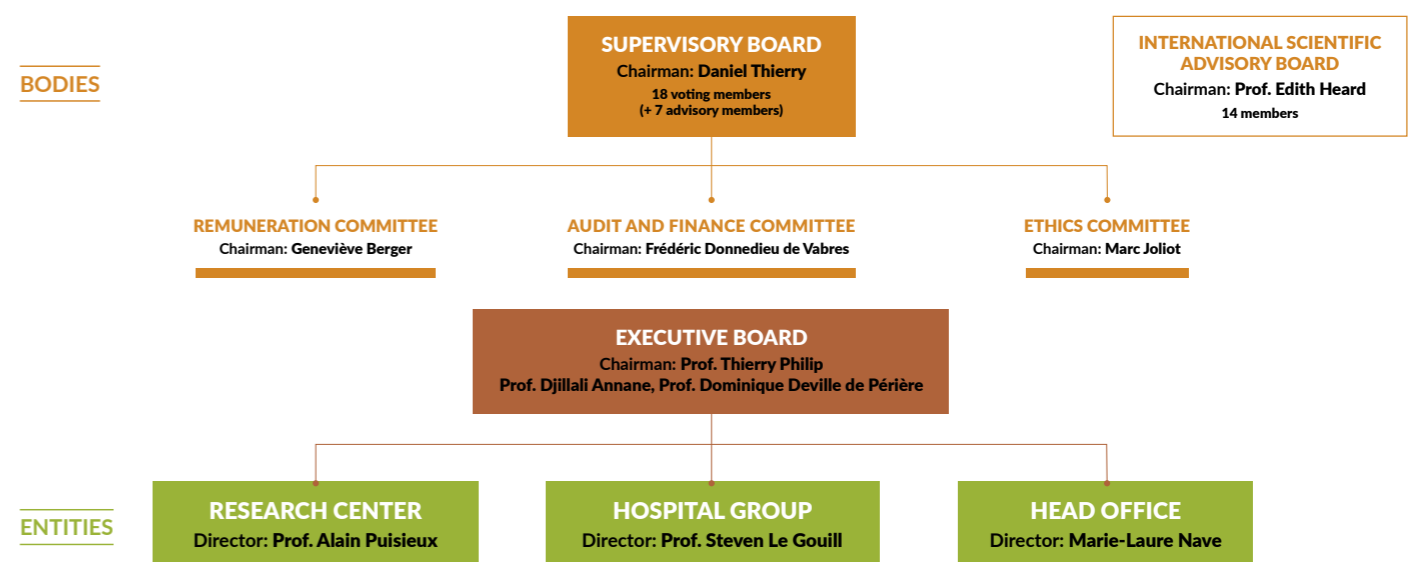 BODIES
SUPERVISORY BOARD
Chairman: Daniel Thierry
18 voting members
(+ 7 advisory members)
INTERNATIONAL SCIENTIFIC
ADVISORY BOARD
Chairman: Prof. Edith Heard
14 members
REMUNERATION COMMITTEE
Chairman: Geneviève Berger
AUDIT AND FINANCE COMMITTEE
Chairman: Frédéric Donnedieu de Vabres
ETHICS COMMITTEE
Chairman: Marc Joliot
EXECUTIVE BOARD
Chairman: Prof. Thierry Philip
Prof. Djillali Annane, Prof. Dominique Deville de Périère
ENTITIES
RESEARCH CENTER
Director: Prof. Alain Puisieux
HOSPITAL GROUP
Director: Prof. Steven Le Gouill
HEAD OFFICE
Director: Marie-Laure Nave